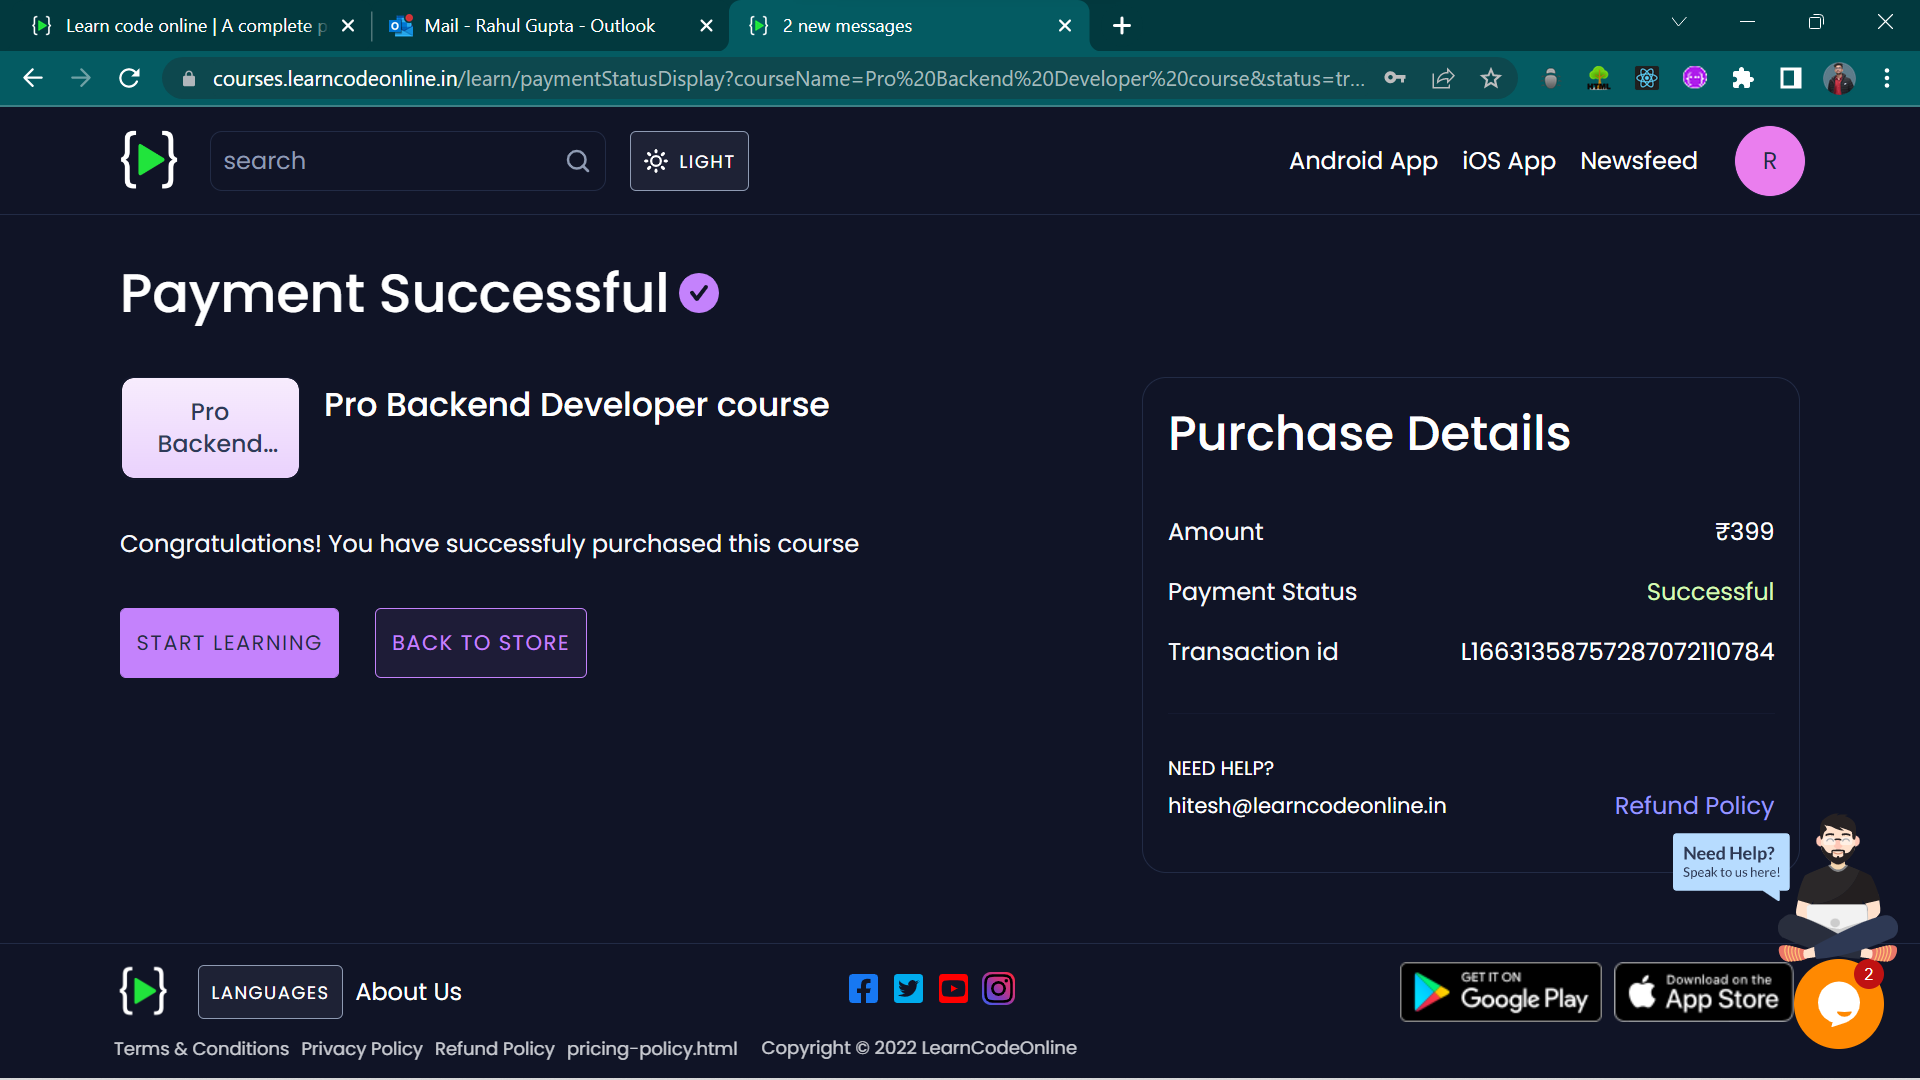 Learn code online | A complete p
Mail - Rahul Gupta - Outlook
2 new messages
courses.learncodeonline.in/learn/paymentStatusDisplay?courseName=Pro%20Backend%20Developer%20course&status=tr...
search
LIGHT
Android App
iOS App
Newsfeed
R
Payment Successful
Pro
Backend...
Pro Backend Developer course
Congratulations! You have successfuly purchased this course
START LEARNING
BACK TO STORE
Purchase Details
Amount ₹399
Payment Status Successful
Transaction id L16631358757287072110784
NEED HELP?
hitesh@learncodeonline.in
Refund Policy
Need Help?
Speak to us here!
LANGUAGES
About Us
GET IT ON
Google Play
Download on the
App Store
2
Terms & Conditions Privacy Policy Refund Policy pricing-policy.html Copyright © 2022 LearnCodeOnline